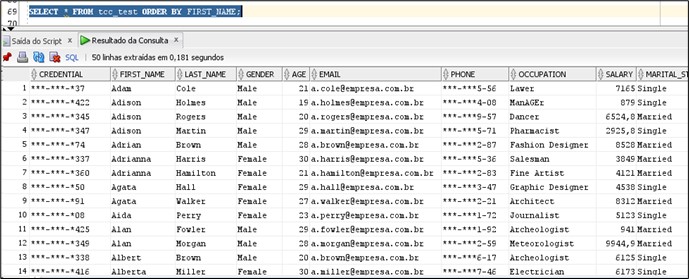 69 SELECT * FROM tcc_test ORDER BY FIRST_NAME;
70
Saída do Script Resultado da Consulta
SQL 50 linhas extraídas em 0,181 segundos
CREDENTIAL FIRST_NAME LAST_NAME GENDER AGE EMAIL PHONE OCCUPATION SALARY MARITAL_ST
1 ***-***-*37 Adam Cole Male 21 a.cole@empresa.com.br ***-***5-56 Lawer 7165 Single
2 ***-***-*422 Adison Holmes Male 19 a.holmes@empresa.com.br ***-***4-08 ManAGEr 879 Single
3 ***-***-*345 Adison Rogers Male 20 a.rogers@empresa.com.br ***-***9-57 Dancer 6524,8 Married
4 ***-***-*347 Adison Martin Male 29 a.martin@empresa.com.br ***-***5-71 Pharmacist 2925,8 Single
5 ***-***-*74 Adrian Brown Male 28 a.brown@empresa.com.br ***-***2-87 Fashion Designer 8528 Married
6 ***-***-*337 Adrianna Harris Female 30 a.harris@empresa.com.br ***-***5-36 Salesman 3849 Married
7 ***-***-*360 Adrianna Hamilton Female 21 a.hamilton@empresa.com.br ***-***2-83 Fine Artist 4121 Married
8 ***-***-*50 Agata Hall Female 29 a.hall@empresa.com.br ***-***3-47 Graphic Designer 4538 Single
9 ***-***-*91 Agata Walker Female 27 a.walker@empresa.com.br ***-***2-21 Architect 8312 Married
10 ***-***-*08 Aida Perry Female 23 a.perry@empresa.com.br ***-***1-72 Journalist 5123 Single
11 ***-***-*425 Alan Fowler Male 29 a.fowler@empresa.com.br ***-***1-92 Archeologist 941 Married
12 ***-***-*349 Alan Morgan Male 28 a.morgan@empresa.com.br ***-***2-59 Meteorologist 9944,9 Married
13 ***-***-*338 Albert Brown Male 20 a.brown@empresa.com.br ***-***6-17 Archeologist 6125 Single
14 ***-***-*416 Alberta Miller Female 30 a.miller@empresa.com.br ***-***7-46 Electrician 6173 Single